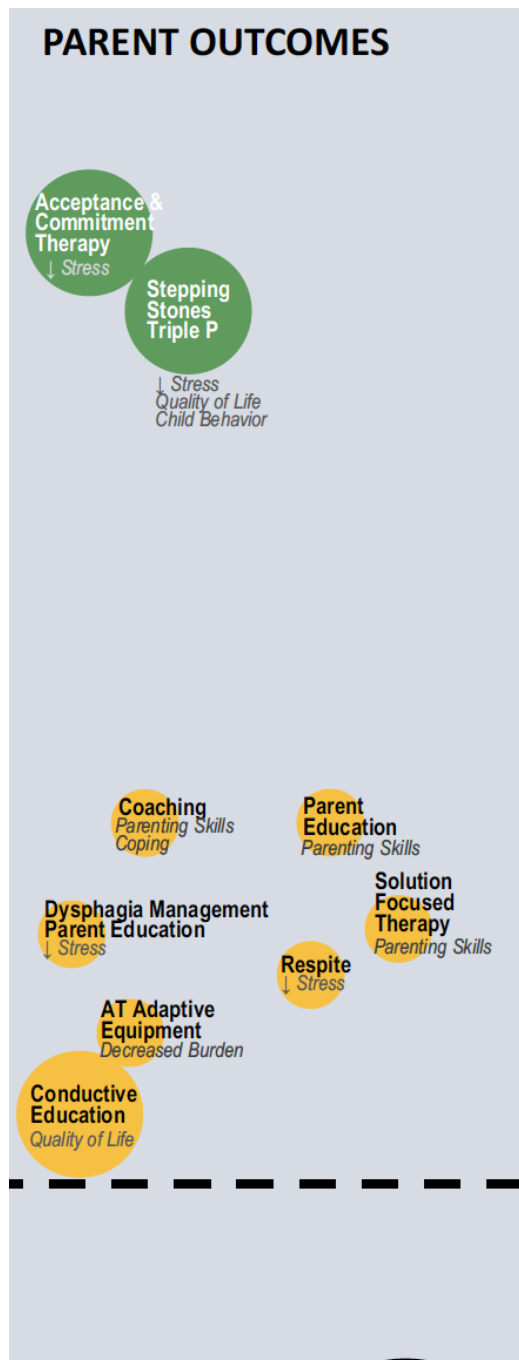 PARENT OUTCOMES
Acceptance &
Commitment
Therapy
↓ Stress
Stepping
Stones
Triple P
↓ Stress
Quality of Life
Child Behavior
Coaching
Parenting Skills
Coping
Parent
Education
Parenting Skills
Solution
Focused
Therapy
Parenting Skills
Dysphagia Management
Parent Education
↓ Stress
Respite
↓ Stress
AT Adaptive
Equipment
Decreased Burden
Conductive
Education
Quality of Life